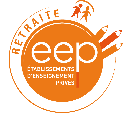 RETRAITE
eep
ÉTABLISSEMENTS
D'ENSEIGNEMENT
PRIVÉS